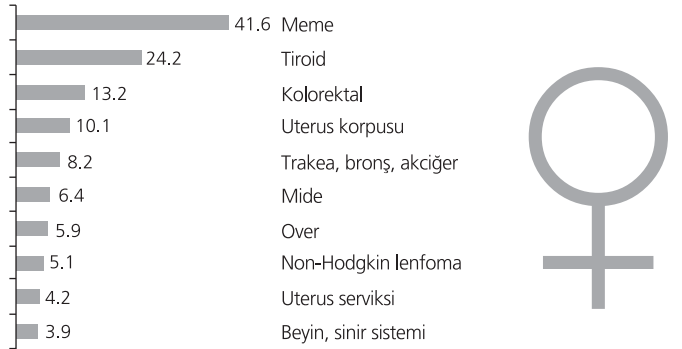 41.6 Meme
24.2 Tiroid
13.2 Kolorektal
10.1 Uterus korpusu
8.2 Trakea, bronş, akciğer
6.4 Mide
5.9 Over
5.1 Non-Hodgkin lenfoma
4.2 Uterus serviksi
3.9 Beyin, sinir sistemi